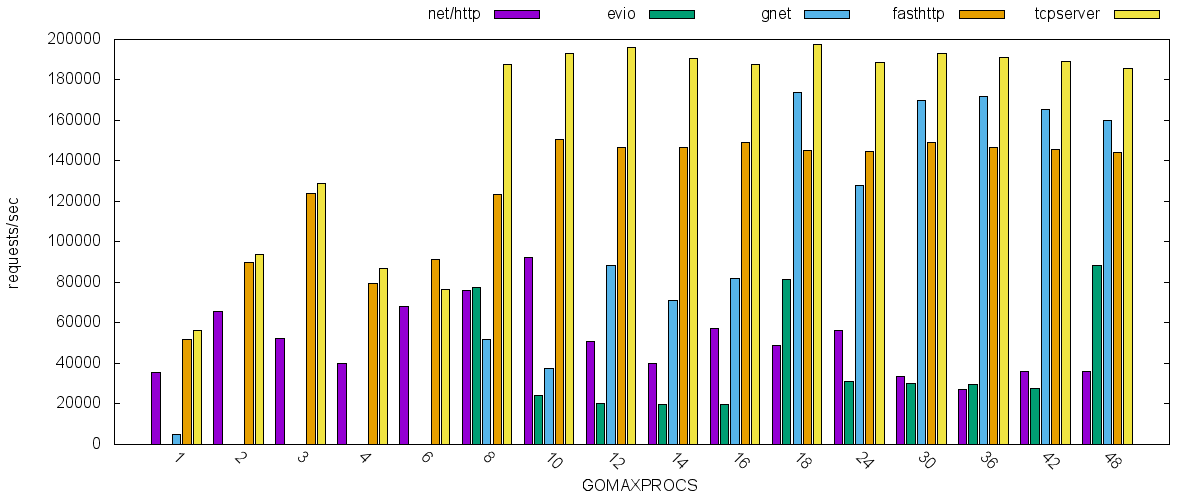 net/http evio gnet fasthttp tcpserver
200000
180000
160000
140000
120000
100000
80000
60000
40000
20000
0
requests/sec
1 2 3 4 6 8 10 12 14 16 18 24 30 36 42 48
GOMAXPROCS